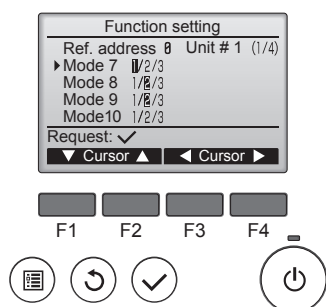 Function setting
Ref. address 0 Unit # 1 (1/4)
Mode 7 1/2/3
Mode 8 1/2/3
Mode 9 1/2/3
Mode10 1/2/3
Request: ✓
▼ Cursor ▲ ◀ Cursor ▶
F1 F2 F3 F4